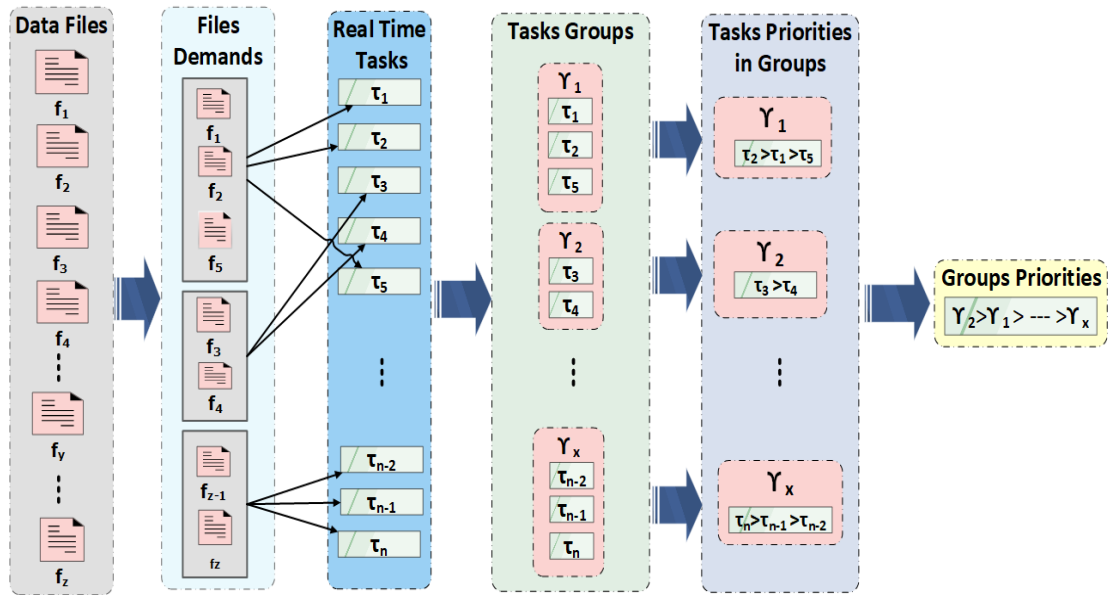 Data Files
f1
f2
f3
f4
fy
fz
Files
Demands
f1
f2
f5
f3
f4
fz-1
fz
Real Time
Tasks
τ1
τ2
τ3
τ4
τ5
τn-2
τn-1
τn
Tasks Groups
ϒ1
τ1
τ2
τ5
ϒ2
τ3
τ4
ϒx
τn-2
τn-1
τn
Tasks Priorities
in Groups
ϒ1
τ2>τ1>τ5
ϒ2
τ3>τ4
ϒx
τn>τn-1>τn-2
Groups Priorities
ϒ2>ϒ1> --- >ϒx